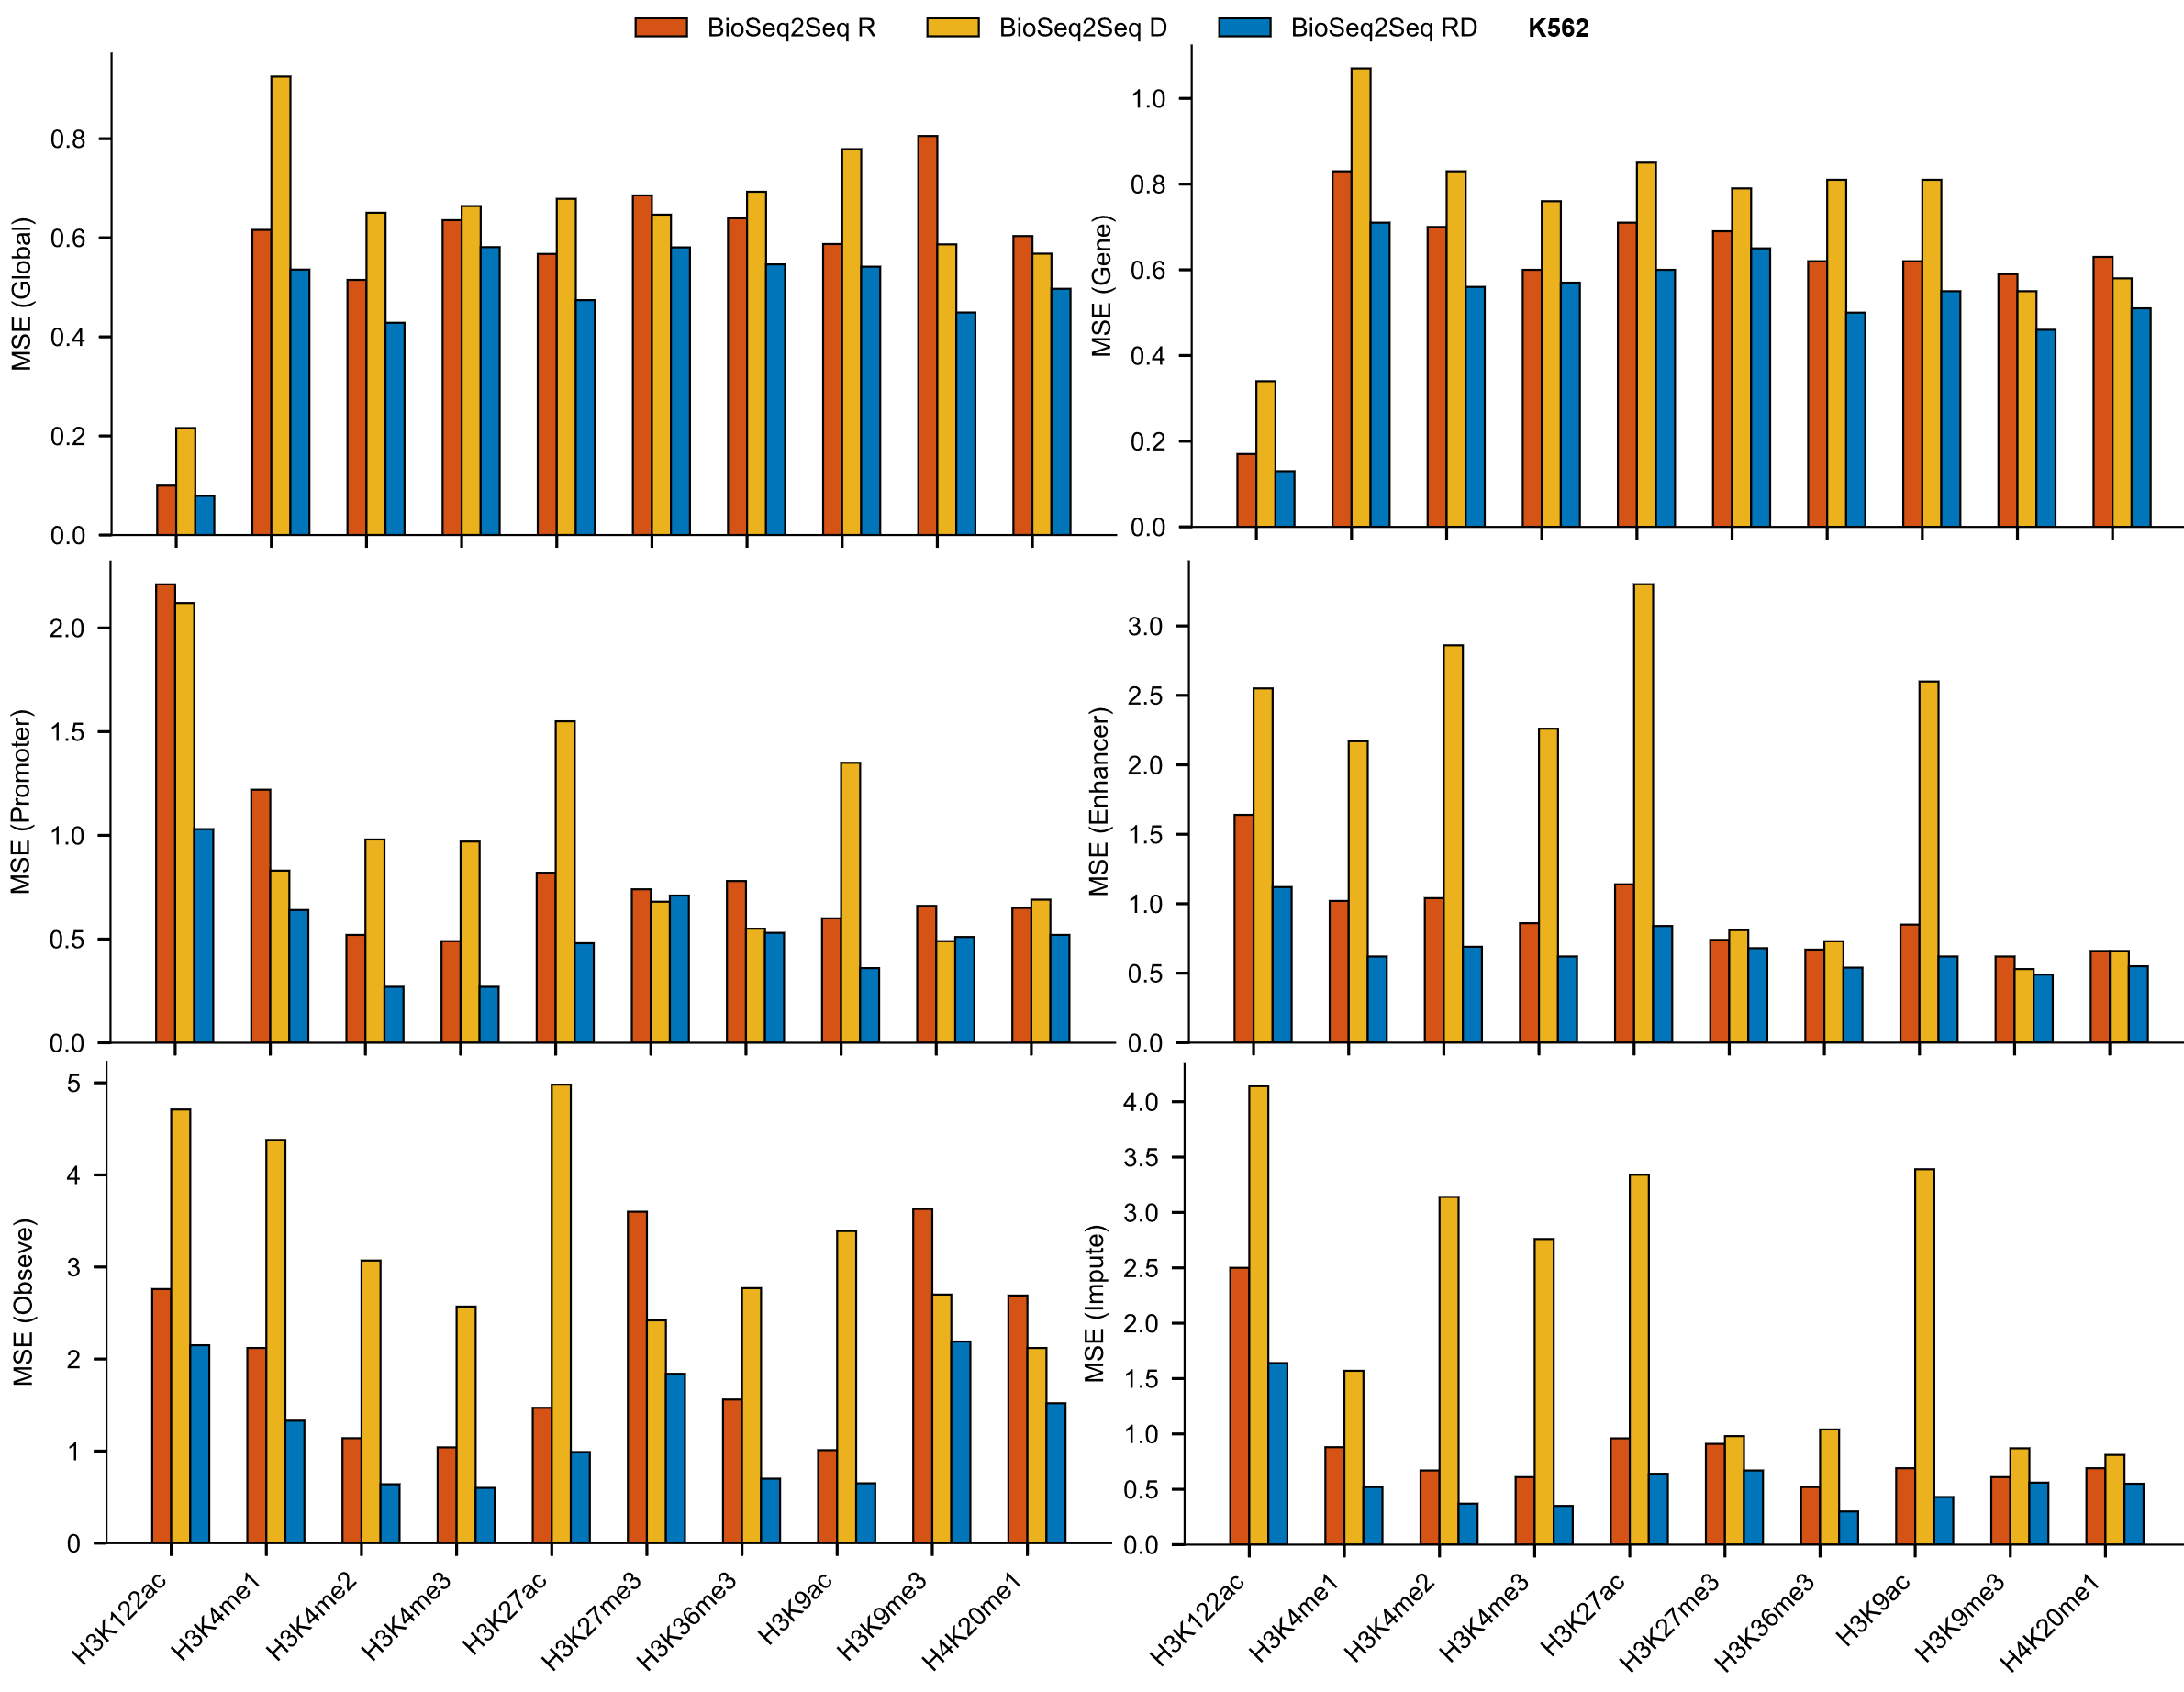 BioSeq2Seq R BioSeq2Seq D BioSeq2Seq RD K562
MSE (Global)
0.8
0.6
0.4
0.2
0.0
MSE (Gene)
1.0
0.8
0.6
0.4
0.2
0.0
MSE (Promoter)
2.0
1.5
1.0
0.5
0.0
MSE (Enhancer)
3.0
2.5
2.0
1.5
1.0
0.5
0.0
MSE (Obseve)
5
4
3
2
1
0
H3K122ac
H3K4me1
H3K4me2
H3K4me3
H3K27ac
H3K27me3
H3K36me3
H3K9ac
H3K9me3
H4K20me1
MSE (Impute)
4.0
3.5
3.0
2.5
2.0
1.5
1.0
0.5
0.0
H3K122ac
H3K4me1
H3K4me2
H3K4me3
H3K27ac
H3K27me3
H3K36me3
H3K9ac
H3K9me3
H4K20me1